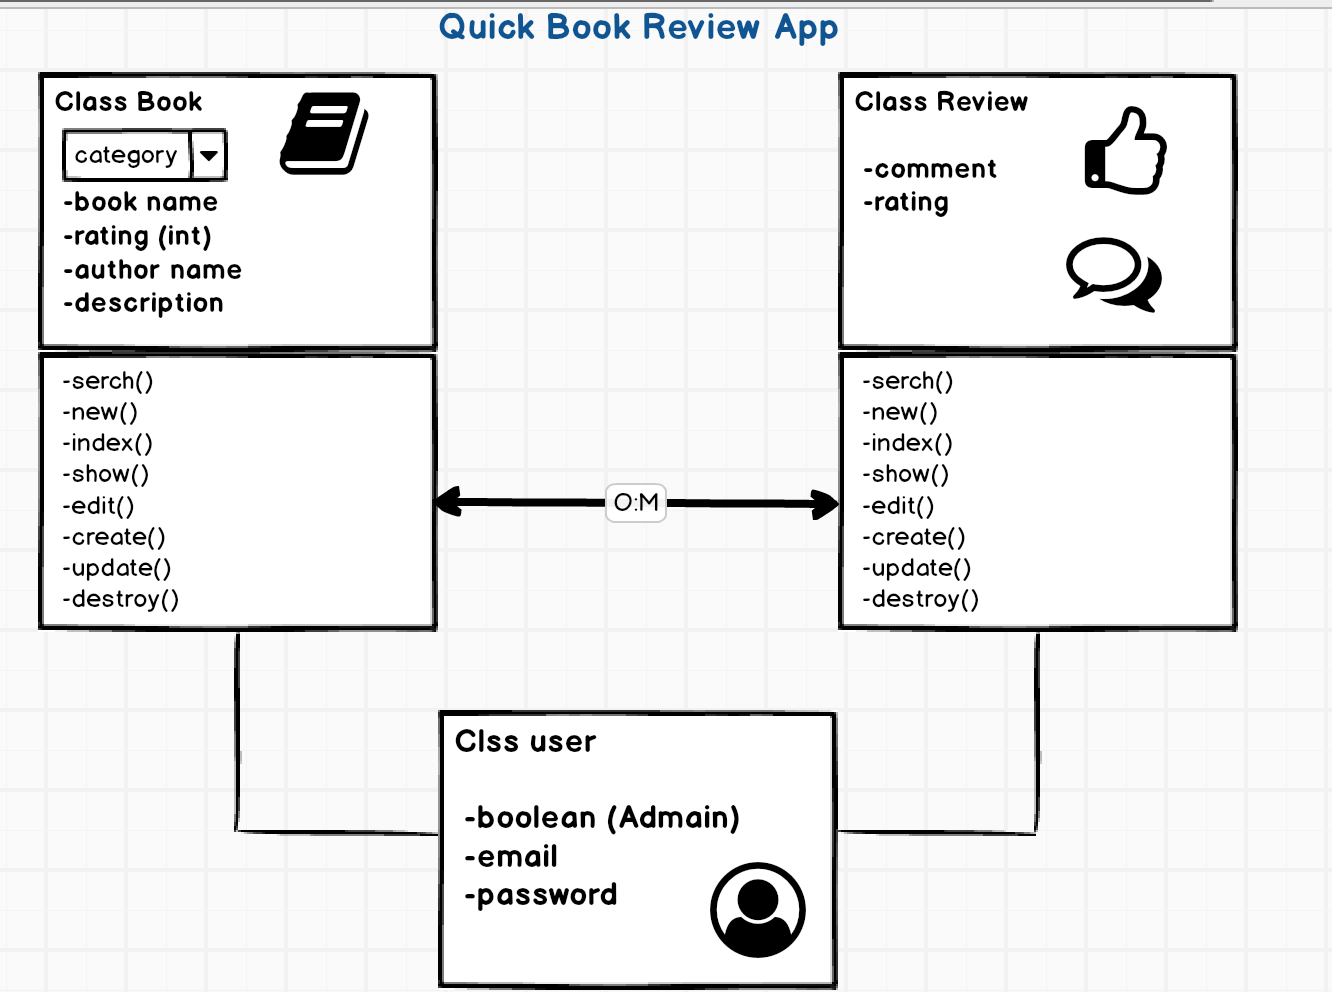 Quick Book Review App
Class Book
category
-book name
-rating (int)
-author name
-description
-serch()
-new()
-index()
-show()
-edit()
-create()
-update()
-destroy()
O:M
Class Review
-comment
-rating
-serch()
-new()
-index()
-show()
-edit()
-create()
-update()
-destroy()
Clss user
-boolean (Admain)
-email
-password